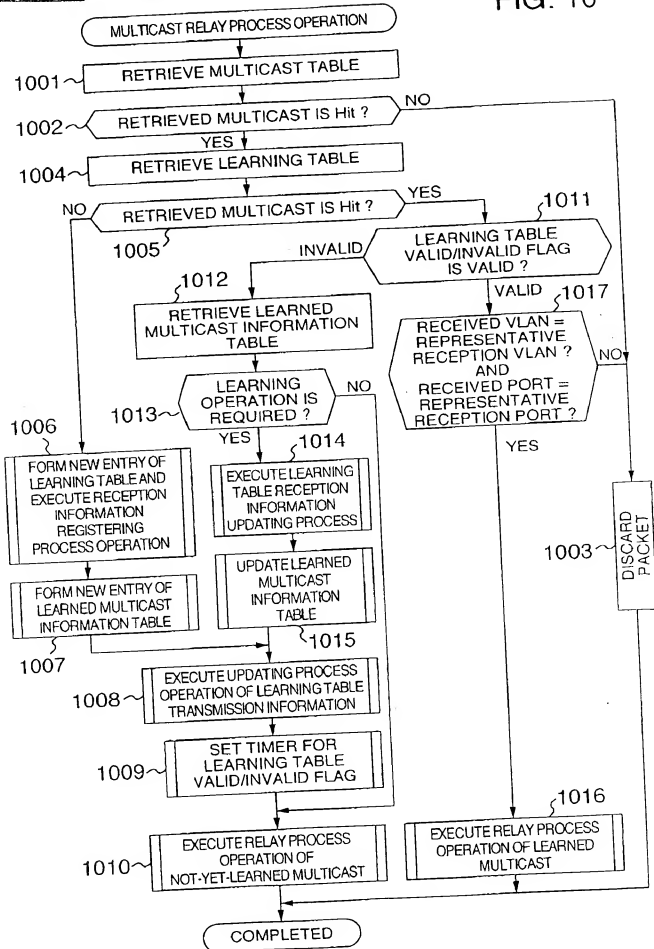 FIG. 10
MULTICAST RELAY PROCESS OPERATION
1001
RETRIEVE MULTICAST TABLE
1002
RETRIEVED MULTICAST IS Hit ?
NO
YES
1004
RETRIEVE LEARNING TABLE
NO
RETRIEVED MULTICAST IS Hit ?
YES
1005
1011
LEARNING TABLE
VALID/INVALID FLAG
IS VALID ?
INVALID
VALID
1012
RETRIEVE LEARNED
MULTICAST INFORMATION
TABLE
1017
RECEIVED VLAN =
REPRESENTATIVE
RECEPTION VLAN ?
AND
RECEIVED PORT =
REPRESENTATIVE
RECEPTION PORT ?
NO
YES
1013
LEARNING
OPERATION IS
REQUIRED ?
NO
YES
1006
FORM NEW ENTRY OF
LEARNING TABLE AND
EXECUTE RECEPTION
INFORMATION
REGISTERING
PROCESS OPERATION
1014
EXECUTE LEARNING
TABLE RECEPTION
INFORMATION
UPDATING PROCESS
1003
DISCARD
PACKET
FORM NEW ENTRY OF
LEARNED MULTICAST
INFORMATION TABLE
1007
UPDATE LEARNED
MULTICAST
INFORMATION
TABLE
1015
1008
EXECUTE UPDATING PROCESS
OPERATION OF LEARNING TABLE
TRANSMISSION INFORMATION
1009
SET TIMER FOR
LEARNING TABLE
VALID/INVALID FLAG
1010
EXECUTE RELAY PROCESS
OPERATION OF
NOT-YET-LEARNED MULTICAST
1016
EXECUTE RELAY PROCESS
OPERATION OF LEARNED
MULTICAST
COMPLETED